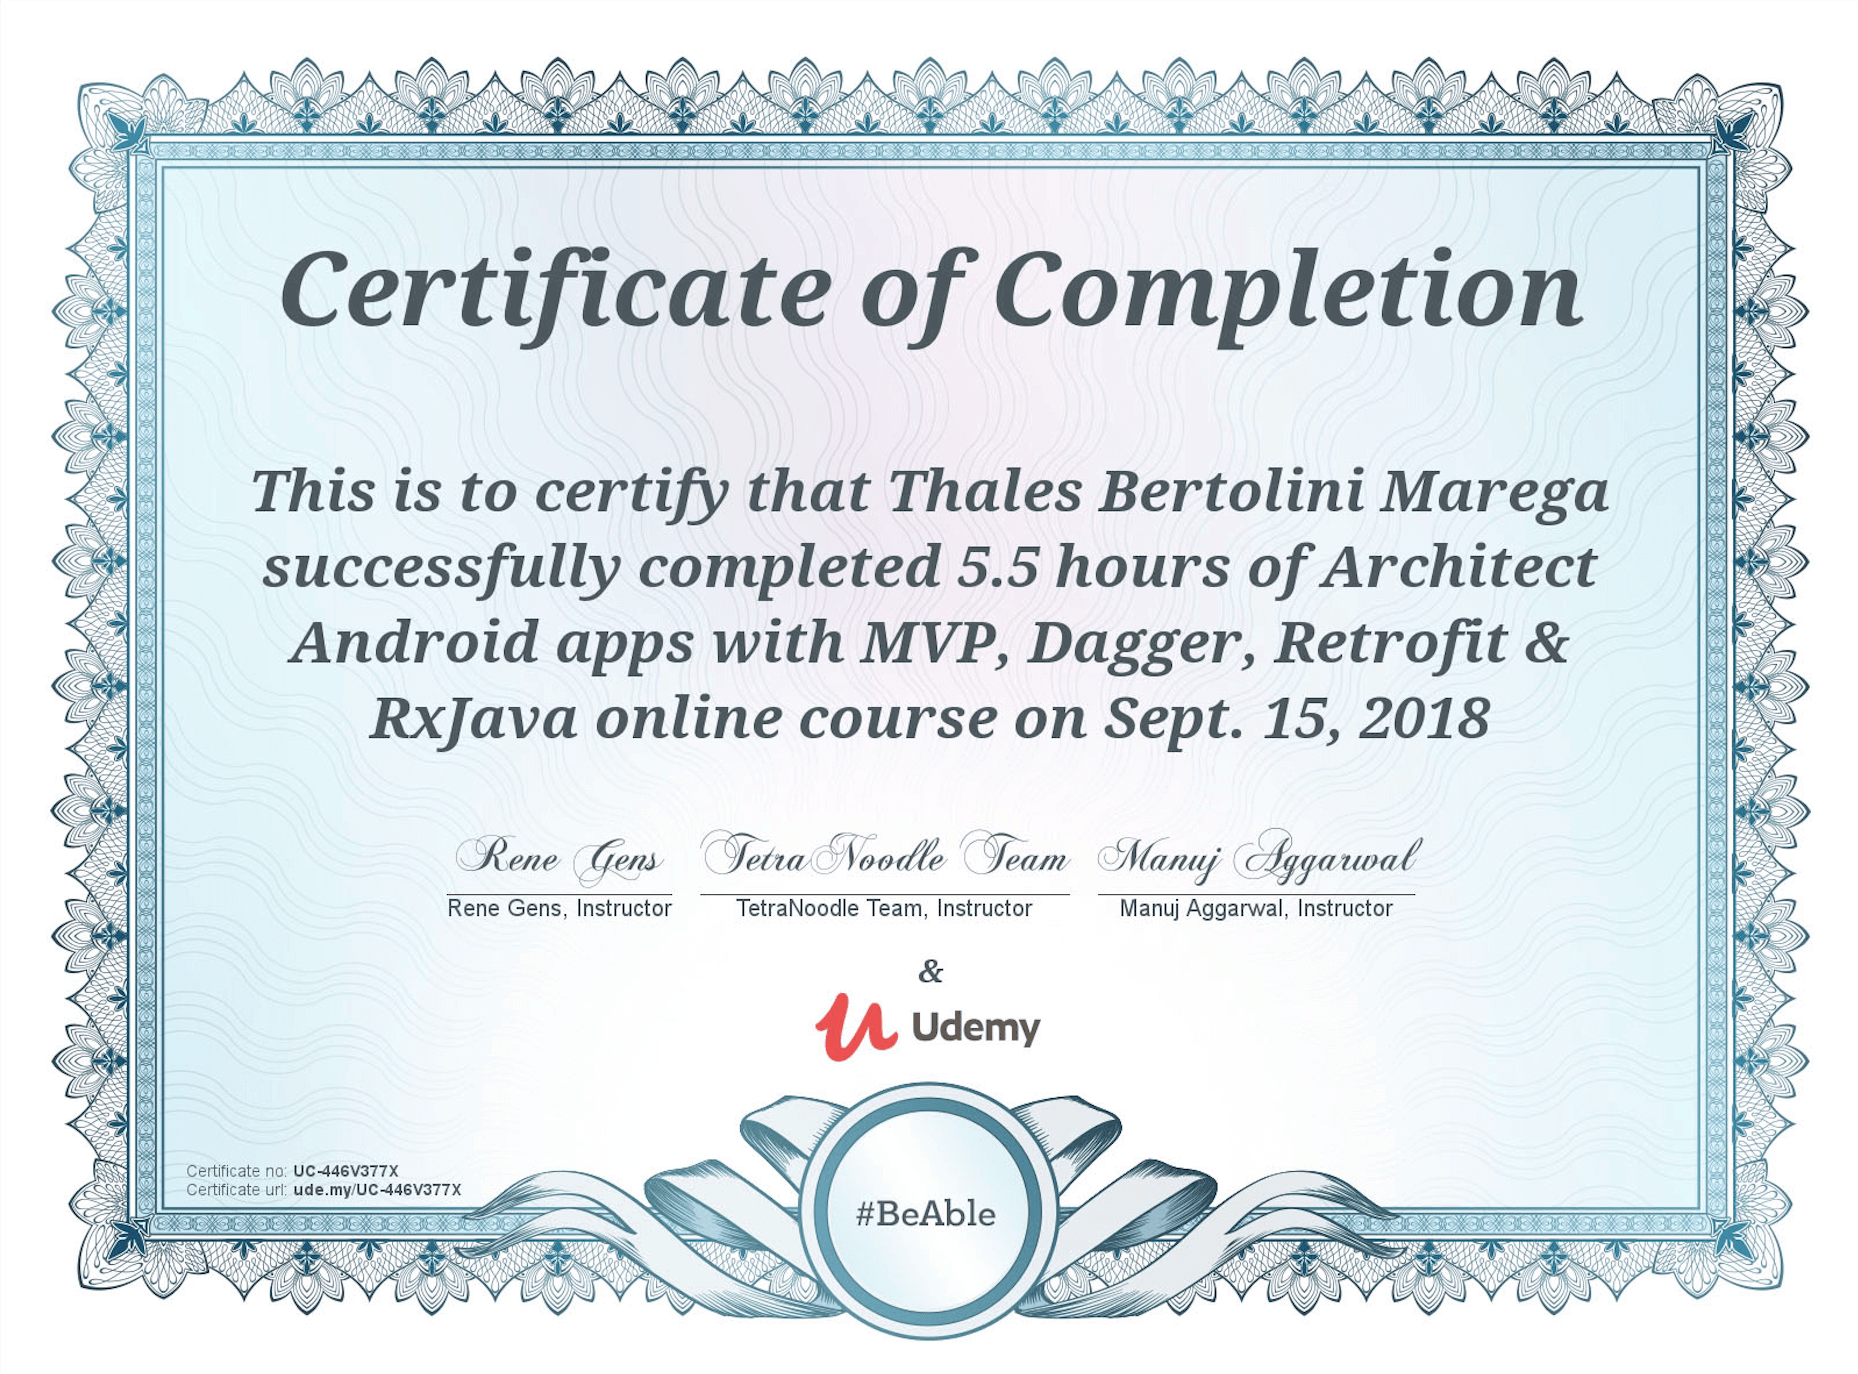 Certificate of Completion
This is to certify that Thales Bertolini Marega
successfully completed 5.5 hours of Architect
Android apps with MVP, Dagger, Retrofit &
RxJava online course on Sept. 15, 2018
Rene Gens TetraNoodle Team Manuj Aggarwal
Rene Gens, Instructor TetraNoodle Team, Instructor Manuj Aggarwal, Instructor
&
Udemy
Certificate no: UC-446V377X
Certificate url: ude.my/UC-446V377X
#BeAble